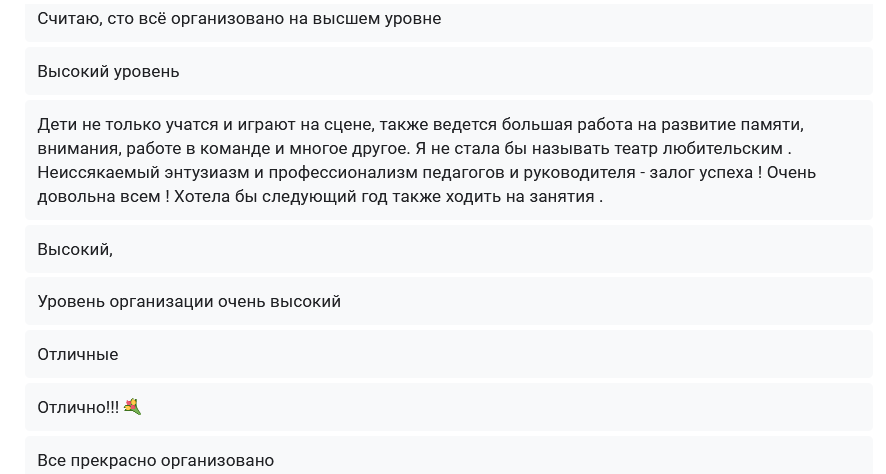 Считаю, сто всё организовано на высшем уровне
Высокий уровень
Дети не только учатся и играют на сцене, также ведется большая работа на развитие памяти,
внимания, работе в команде и многое другое. Я не стала бы называть театр любительским .
Неиссякаемый энтузиазм и профессионализм педагогов и руководителя - залог успеха ! Очень
довольна всем ! Хотела бы следующий год также ходить на занятия .
Высокий,
Уровень организации очень высокий
Отличные
Отлично!!! 💐
Все прекрасно организовано